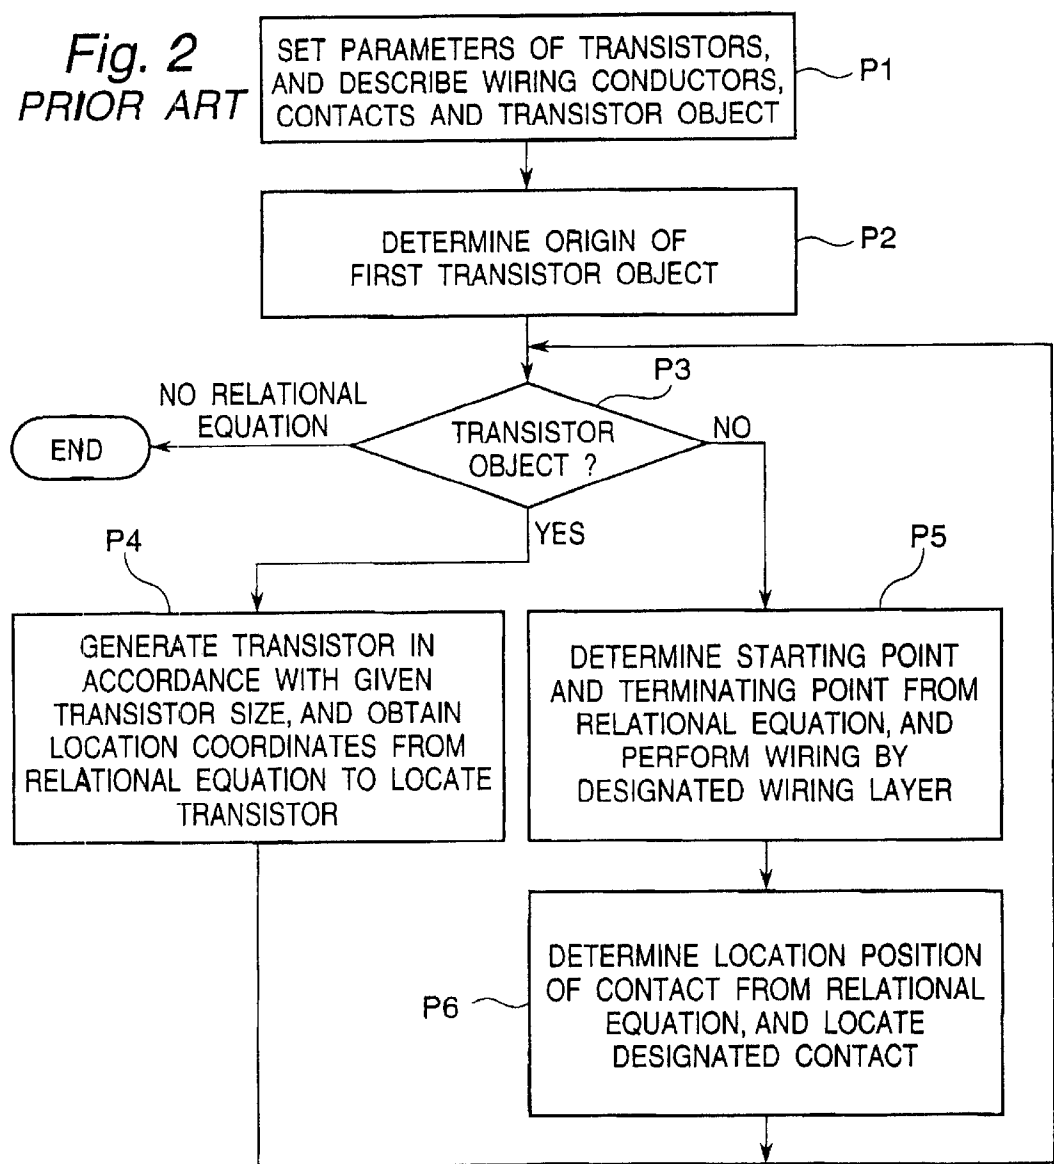 Fig. 2
PRIOR ART
SET PARAMETERS OF TRANSISTORS,
AND DESCRIBE WIRING CONDUCTORS,
CONTACTS AND TRANSISTOR OBJECT
P1
DETERMINE ORIGIN OF
FIRST TRANSISTOR OBJECT
P2
P3
NO RELATIONAL
EQUATION
END
TRANSISTOR
OBJECT ?
NO
YES
P4
P5
GENERATE TRANSISTOR IN
ACCORDANCE WITH GIVEN
TRANSISTOR SIZE, AND OBTAIN
LOCATION COORDINATES FROM
RELATIONAL EQUATION TO LOCATE
TRANSISTOR
DETERMINE STARTING POINT
AND TERMINATING POINT FROM
RELATIONAL EQUATION, AND
PERFORM WIRING BY
DESIGNATED WIRING LAYER
P6
DETERMINE LOCATION POSITION
OF CONTACT FROM RELATIONAL
EQUATION, AND LOCATE
DESIGNATED CONTACT